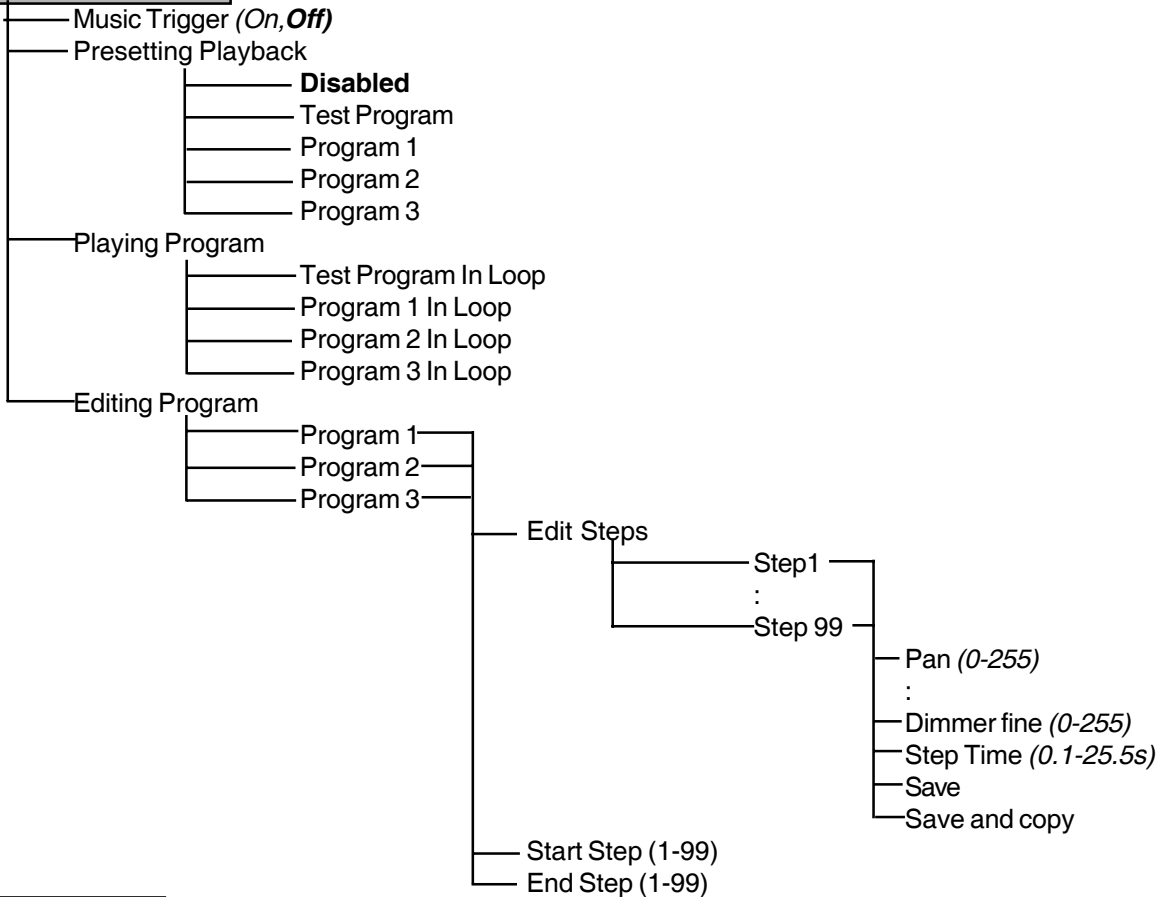 Music Trigger (On,Off)
Presetting Playback
Disabled
Test Program
Program 1
Program 2
Program 3
Playing Program
Test Program In Loop
Program 1 In Loop
Program 2 In Loop
Program 3 In Loop
Editing Program
Program 1
Program 2
Program 3
Edit Steps
Step1
:
Step 99
Pan (0-255)
:
Dimmer fine (0-255)
Step Time (0.1-25.5s)
Save
Save and copy
Start Step (1-99)
End Step (1-99)